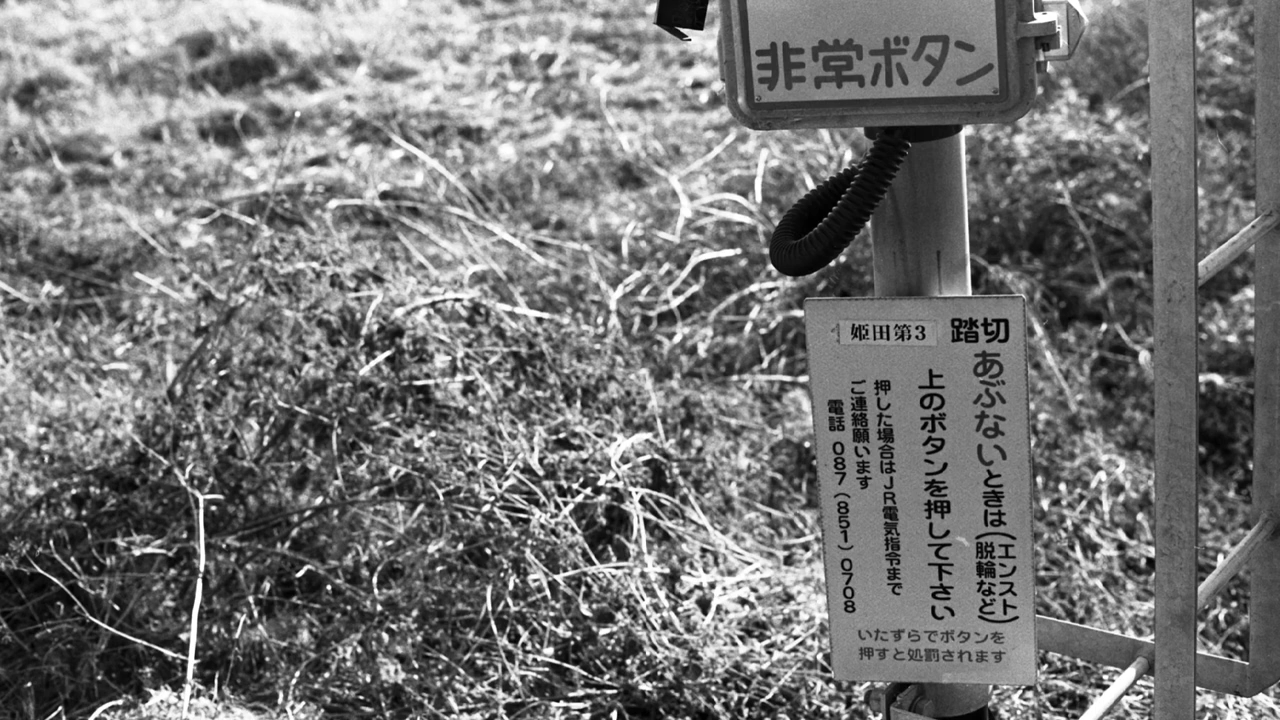 非常ボタン
姫田第3 踏切
あぶないときは(エンスト脱輪など)
上のボタンを押して下さい
押した場合はJR電気指令まで
ご連絡願います
電話 087(851)0708
いたずらでボタンを
押すと処罰されます